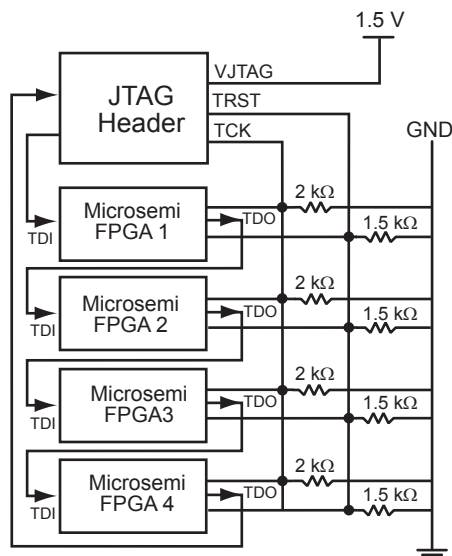 1.5 V
VJTAG
JTAG
Header
TRST
TCK
GND
2 kΩ
Microsemi
FPGA 1
TDO
TDI
1.5 kΩ
2 kΩ
Microsemi
FPGA 2
TDO
TDI
1.5 kΩ
2 kΩ
Microsemi
FPGA3
TDO
TDI
1.5 kΩ
2 kΩ
Microsemi
FPGA 4
TDO
TDI
1.5 kΩ